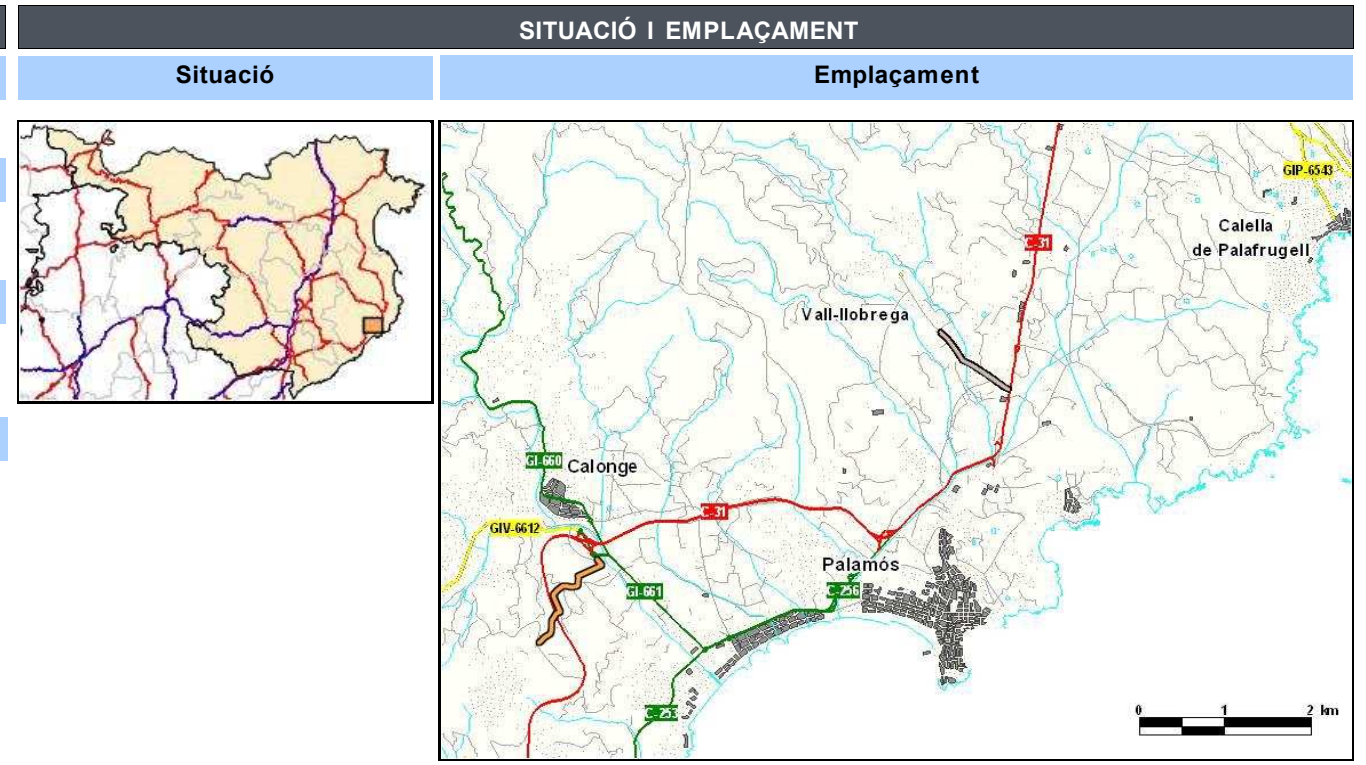 SITUACIÓ I EMPLAÇAMENT
Situació
Emplaçament
GIP-6543
Calella
de Palafrugell
C-31
Vall-llobrega
GI-660
Calonge
C-31
GIV-6612
Palamós
GI-661
C-256
C-253
0 1 2 km